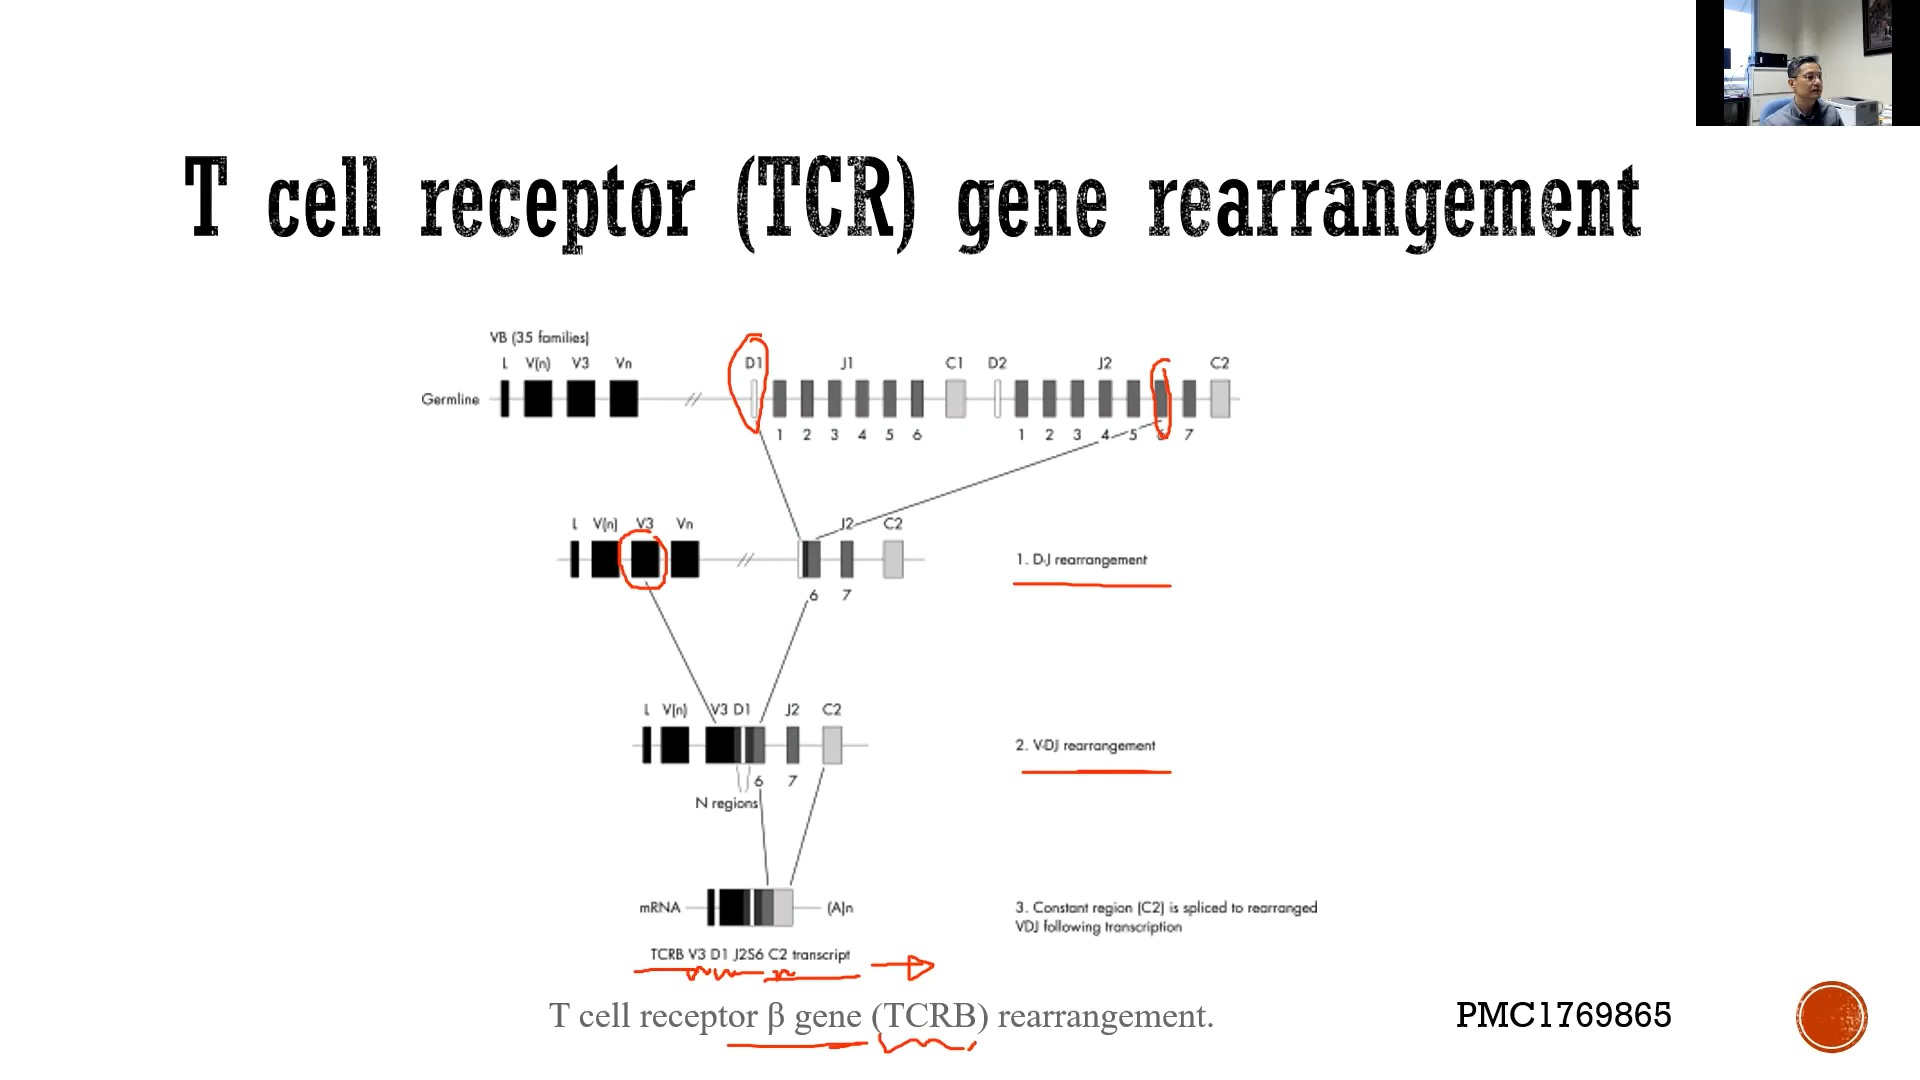 T cell receptor (TCR) gene rearrangement
VB (35 families)
L V(n) V3 Vn D1 J1 C1 D2 J2 C2
Germline
1 2 3 4 5 6 1 2 3 4 5 6 7
L V(n) V3 Vn J2 C2
1. D-J rearrangement
6 7
L V(n) V3 D1 J2 C2
2. V-DJ rearrangement
6 7
N regions
mRNA (A)n
3. Constant region (C2) is spliced to rearranged
VDJ following transcription
TCRB V3 D1 J2S6 C2 transcript
T cell receptor β gene (TCRB) rearrangement.
PMC1769865